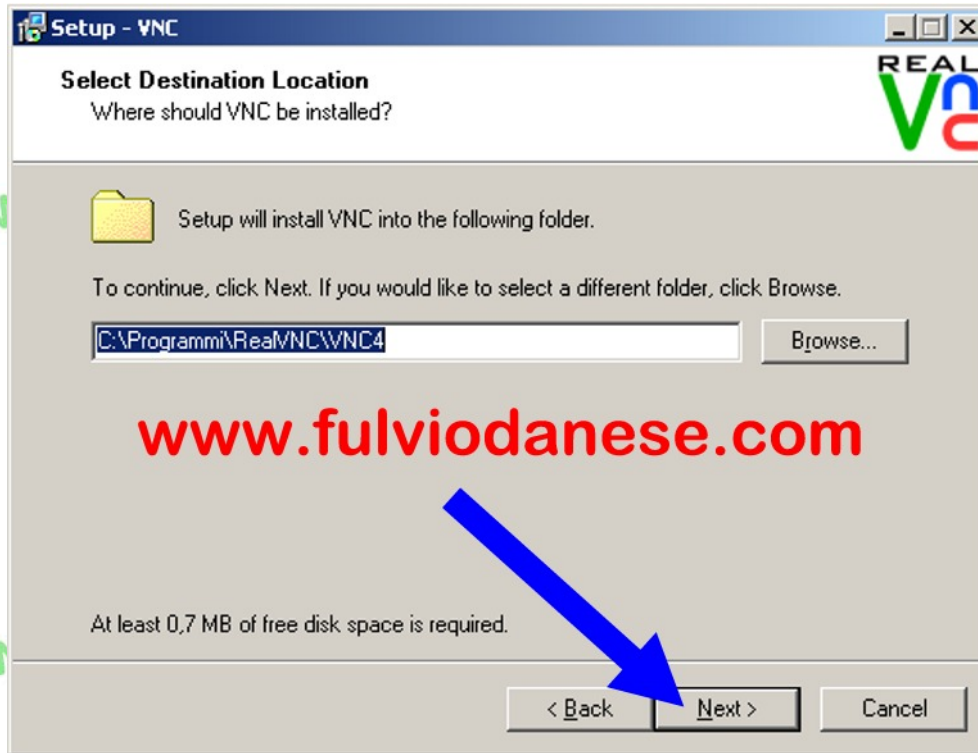 Setup - VNC
Select Destination Location
Where should VNC be installed?
REAL
VNC
Setup will install VNC into the following folder.
To continue, click Next. If you would like to select a different folder, click Browse.
C:\Programmi\RealVNC\VNC4
Browse...
www.fulviodanese.com
At least 0,7 MB of free disk space is required.
< Back
Next >
Cancel